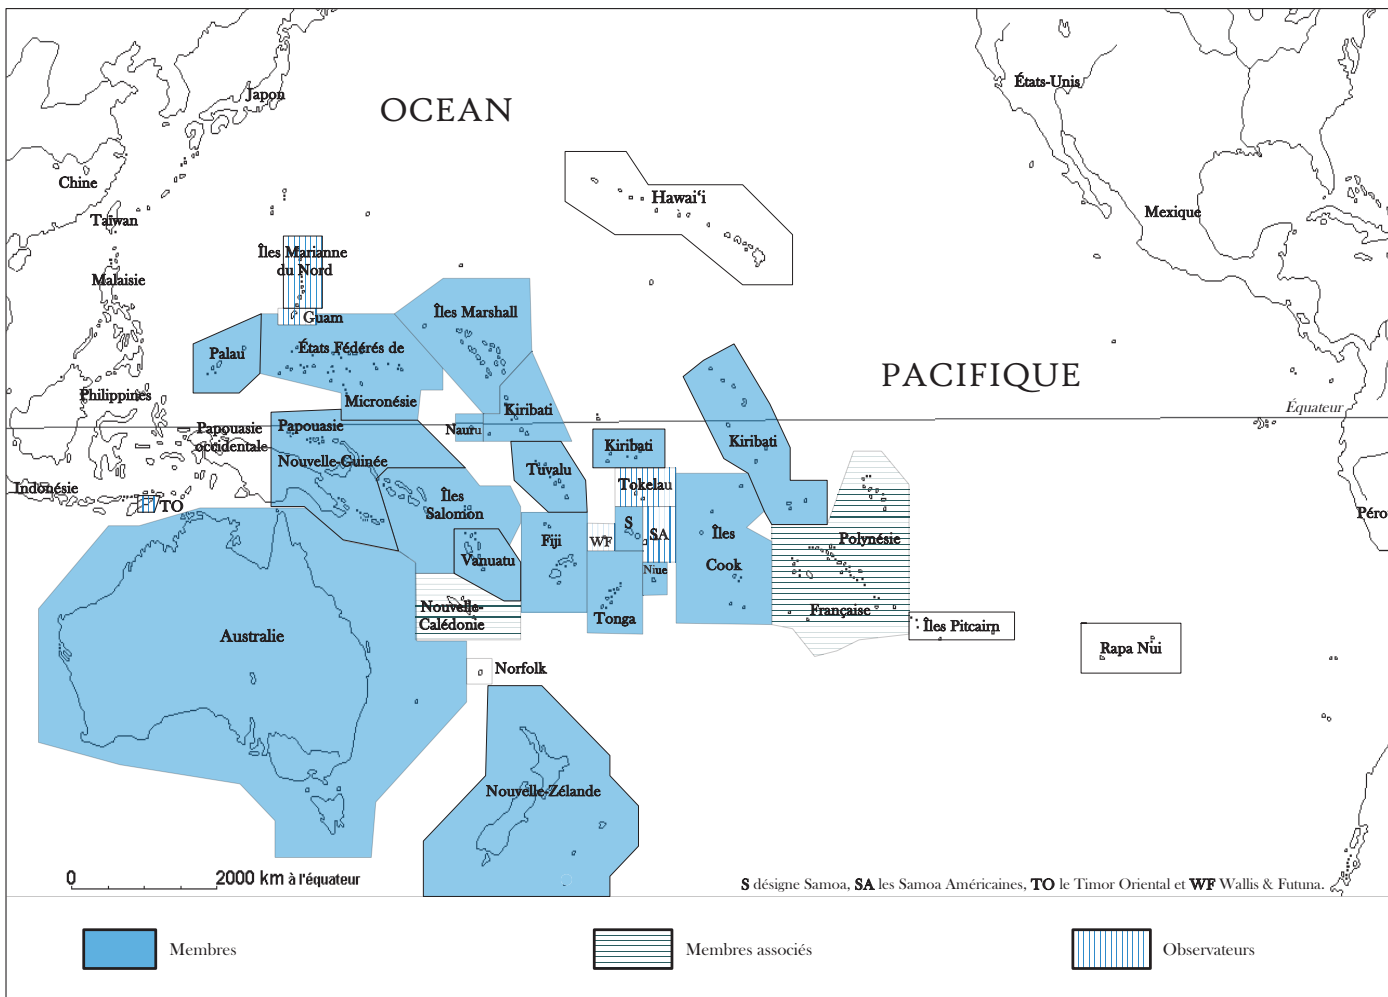 Japon
OCEAN
États-Unis
Chine
Hawai‘i
Mexique
Taïwan
Îles Marianne
du Nord
Malaisie
Îles Marshall
Guam
Palau
États Fédérés de
PACIFIQUE
Philippines
Micronésie
Kiribati
Équateur
Papouasie
occidentale
Papouasie
Nouvelle-Guinée
Nauru
Kiribati
Kiribati
Tuvalu
Tokelau
Indonésie
TO
Îles
Salomon
Pérou
S
SA
WF
Fiji
Îles
Cook
Polynésie
Française
Vanuatu
Niue
Nouvelle-
Calédonie
Tonga
Îles Pitcairn
Australie
Rapa Nui
Norfolk
Nouvelle-Zélande
0 2000 km à l'équateur
S désigne Samoa, SA les Samoa Américaines, TO le Timor Oriental et WF Wallis & Futuna.
Membres
Membres associés
Observateurs